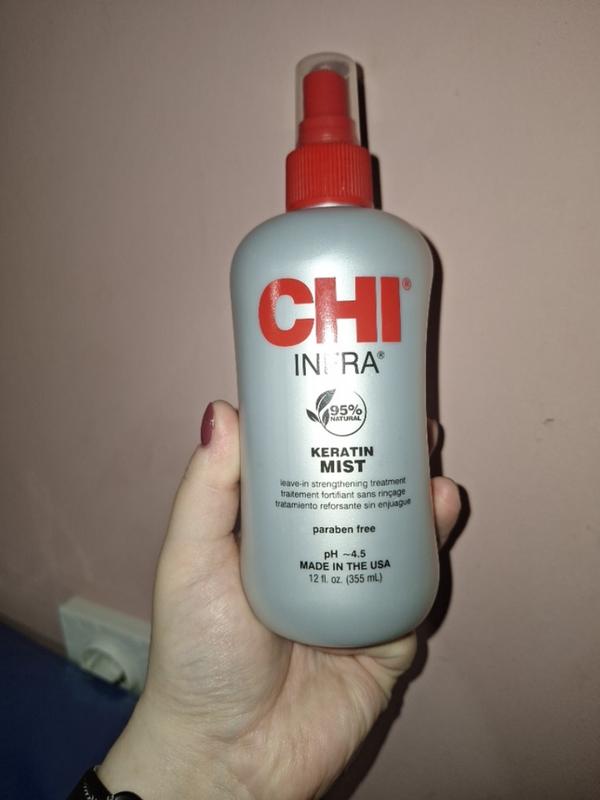 CHI®
INFRA®
95%
NATURAL
KERATIN
MIST
leave-in strengthening treatment
traitement fortifiant sans rinçage
tratamiento reforsante sin enjuague
paraben free
pH ~4.5
MADE IN THE USA
12 fl. oz. (355 mL)